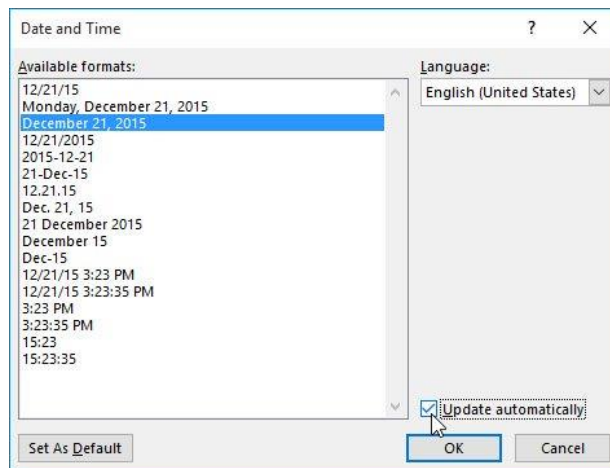 Date and Time
?
Available formats:
Language:
12/21/15
English (United States)
Monday, December 21, 2015
December 21, 2015
12/21/2015
2015-12-21
21-Dec-15
12.21.15
Dec. 21, 15
21 December 2015
December 15
Dec-15
12/21/15 3:23 PM
12/21/15 3:23:35 PM
3:23 PM
3:23:35 PM
15:23
15:23:35
Update automatically
Set As Default
OK
Cancel